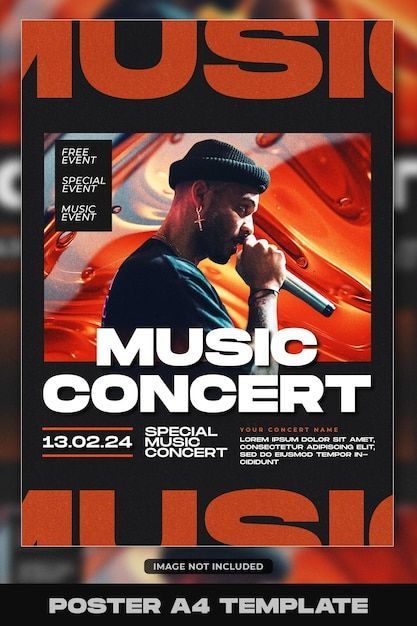 MUSIC
FREE
EVENT
SPECIAL
EVENT
MUSIC
EVENT
MUSIC
CONCERT
13.02.24
SPECIAL
MUSIC
CONCERT
YOUR CONCERT NAME
LOREM IPSUM DOLOR SIT AMET,
CONSECTETUR ADIPISCING ELIT,
SED DO EIUSMOD TEMPOR IN-
CIDIDUNT
MUSIC
IMAGE NOT INCLUDED
POSTER A4 TEMPLATE